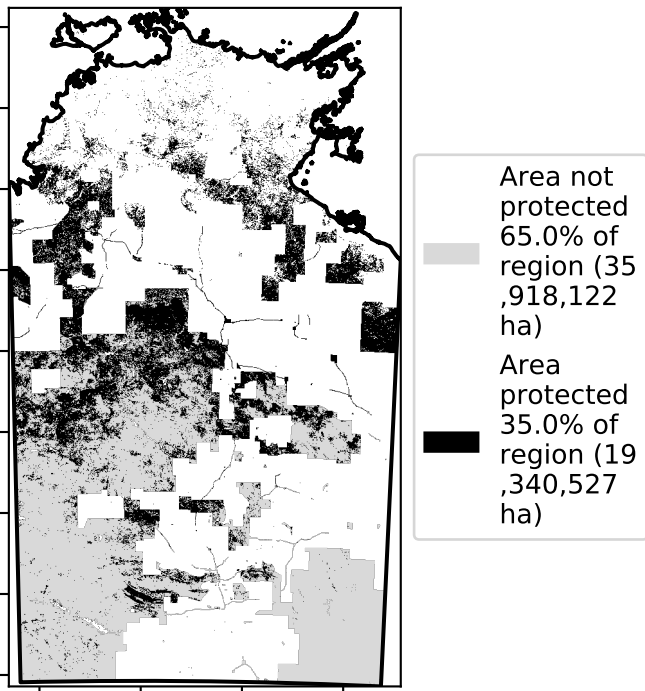 Area not
protected
65.0% of
region (35
,918,122
ha)
Area
protected
35.0% of
region (19
,340,527
ha)